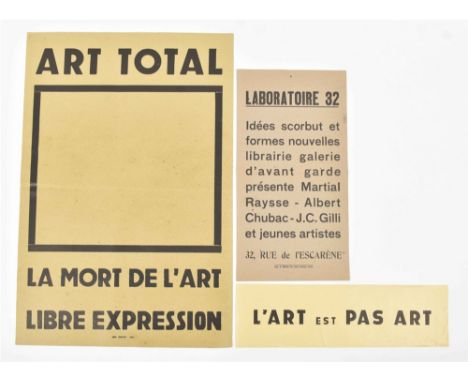 ART TOTAL
LA MORT DE L'ART
LIBRE EXPRESSION
LABORATOIRE 32
Idées scorbut et
formes nouvelles
librairie galerie
d'avant garde
présente Martial
Raysse - Albert
Chubac - J.C. Gilli
et jeunes artistes
32, RUE de l'ESCARÈNE
L'ART EST PAS ART